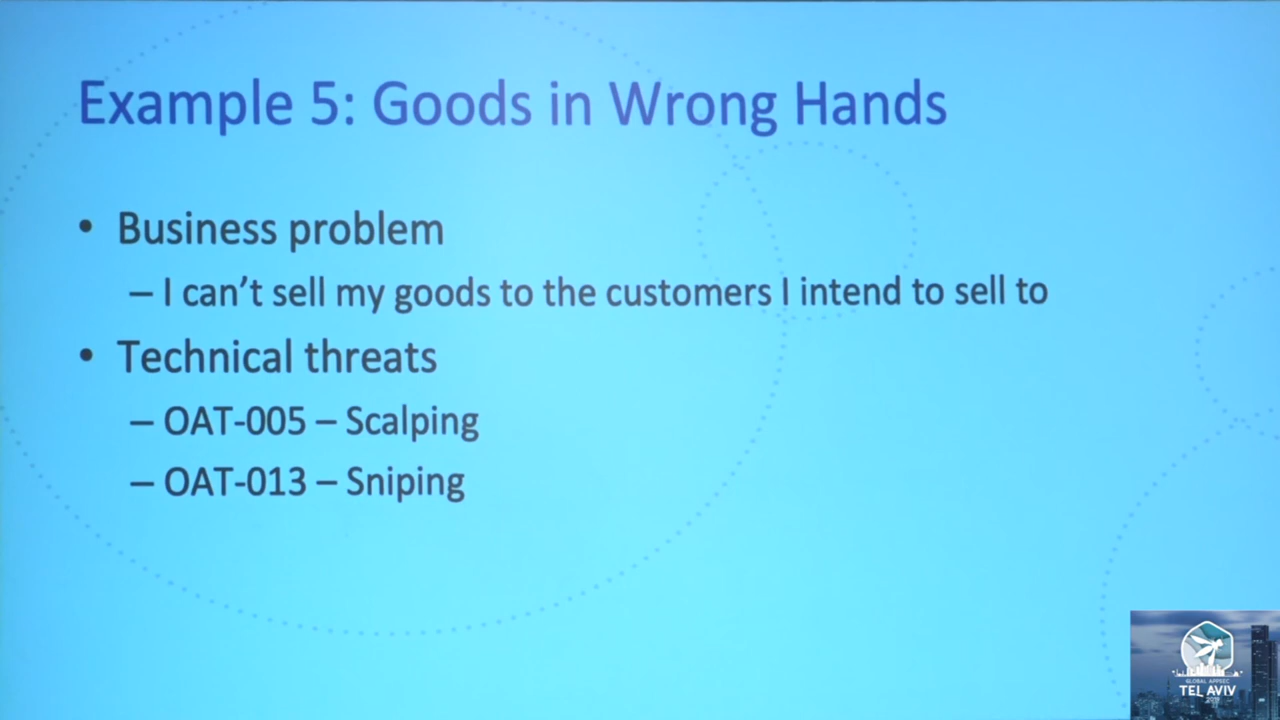 Example 5: Goods in Wrong Hands
• Business problem
– I can't sell my goods to the customers I intend to sell to
• Technical threats
– OAT-005 – Scalping
– OAT-013 – Sniping
GLOBAL APPSEC
TEL AVIV
2019